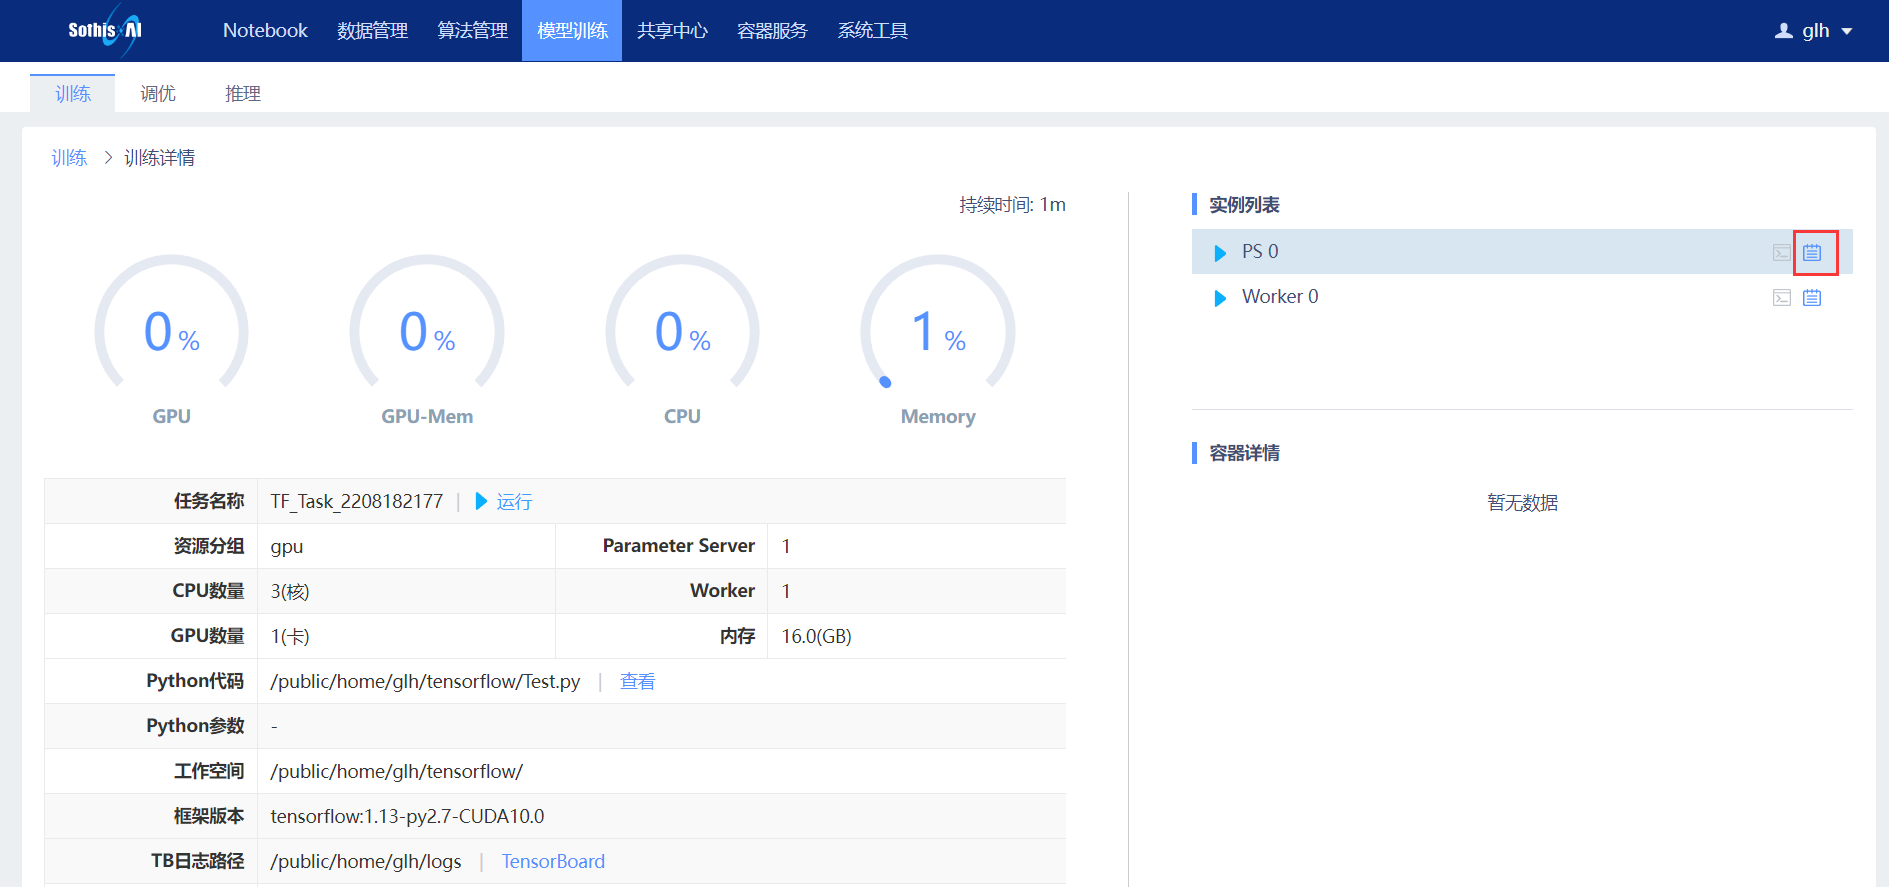 Sothis AI Notebook 数据管理 算法管理 模型训练 共享中心 容器服务 系统工具 glh
训练 调优 推理
训练 > 训练详情
持续时间: 1m
0 % 0 % 0 % 1 %
GPU GPU-Mem CPU Memory
任务名称 TF_Task_2208182177 | 运行
资源分组 gpu Parameter Server 1
CPU数量 3(核) Worker 1
GPU数量 1(卡) 内存 16.0(GB)
Python代码 /public/home/glh/tensorflow/Test.py | 查看
Python参数 -
工作空间 /public/home/glh/tensorflow/
框架版本 tensorflow:1.13-py2.7-CUDA10.0
TB日志路径 /public/home/glh/logs | TensorBoard
实例列表
PS 0
Worker 0
容器详情
暂无数据